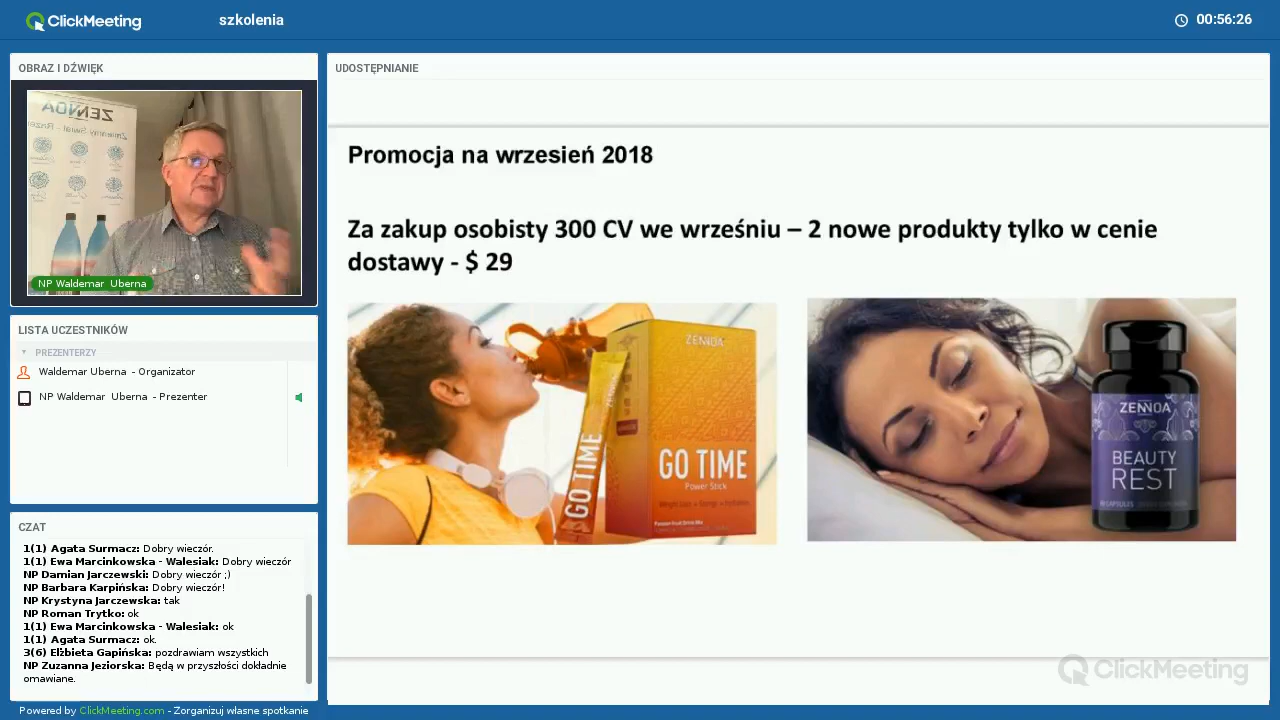 ClickMeeting
szkolenia
00:56:26
OBRAZ I DŹWIĘK
ZENNOA
NP Waldemar Uberna
LISTA UCZESTNIKÓW
PREZENTERZY
Waldemar Uberna - Organizator
NP Waldemar Uberna - Prezenter
CZAT
1(1) Agata Surmacz: Dobry wieczór.
1(1) Ewa Marcinkowska - Walesiak: Dobry wieczór
NP Damian Jarczewski: Dobry wieczór ;)
NP Barbara Karpińska: Dobry wieczór!
NP Krystyna Jarczewska: tak
NP Roman Trytko: ok
1(1) Ewa Marcinkowska - Walesiak: ok
1(1) Agata Surmacz: ok.
3(6) Elżbieta Gapińska: pozdrawiam wszystkich
NP Zuzanna Jeziorska: Będą w przyszłości dokładnie
omawiane.
Powered by ClickMeeting.com - Zorganizuj własne spotkanie
UDOSTĘPNIANIE
Promocja na wrzesień 2018
Za zakup osobisty 300 CV we wrześniu – 2 nowe produkty tylko w cenie
dostawy - $ 29
ZENNOA
GO TIME
GO TIME
Power Stick
ZENNOA
BEAUTY
REST
ClickMeeting